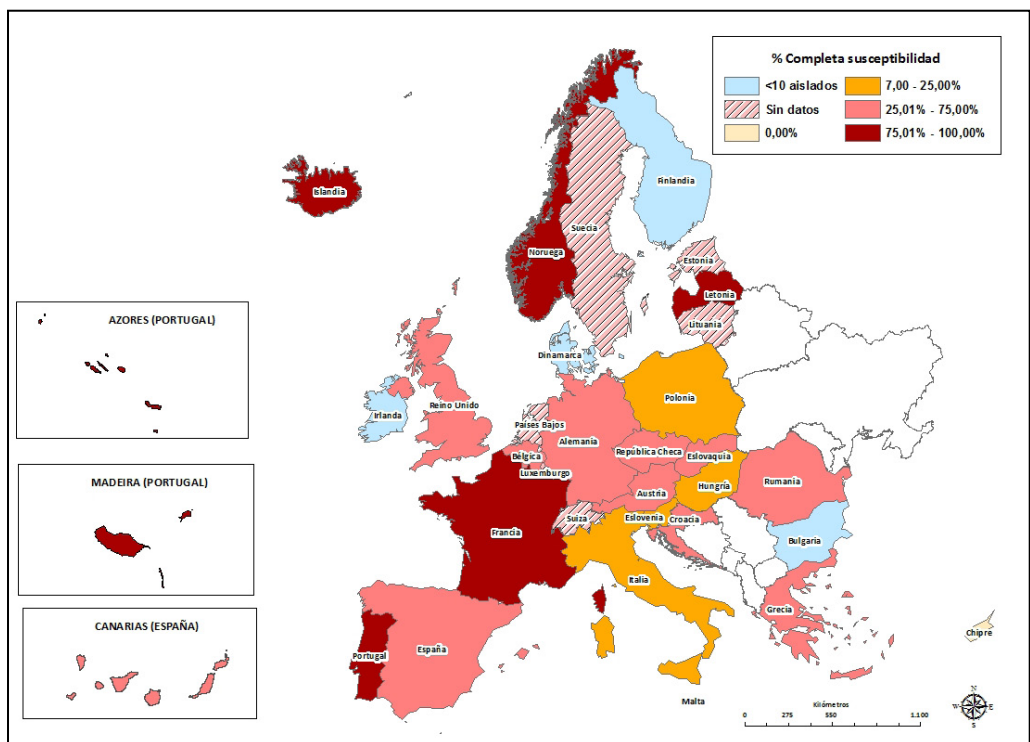 % Completa susceptibilidad
<10 aislados
7,00 - 25,00%
Sin datos
25,01% - 75,00%
0,00%
75,01% - 100,00%
Islandia
Finlandia
Suecia
Noruega
Estonia
Letonia
Lituania
AZORES (PORTUGAL)
Dinamarca
Polonia
Irlanda
Reino Unido
Países Bajos
Alemania
Bélgica
República Checa
Eslovaquia
Luxemburgo
Rumanía
MADEIRA (PORTUGAL)
Austria
Hungría
Suiza
Eslovenia
Croacia
Francia
Bulgaria
Italia
Grecia
CANARIAS (ESPAÑA)
Chipre
España
Portugal
Malta
Kilómetros
0 275 550 1.100
N
W E
S